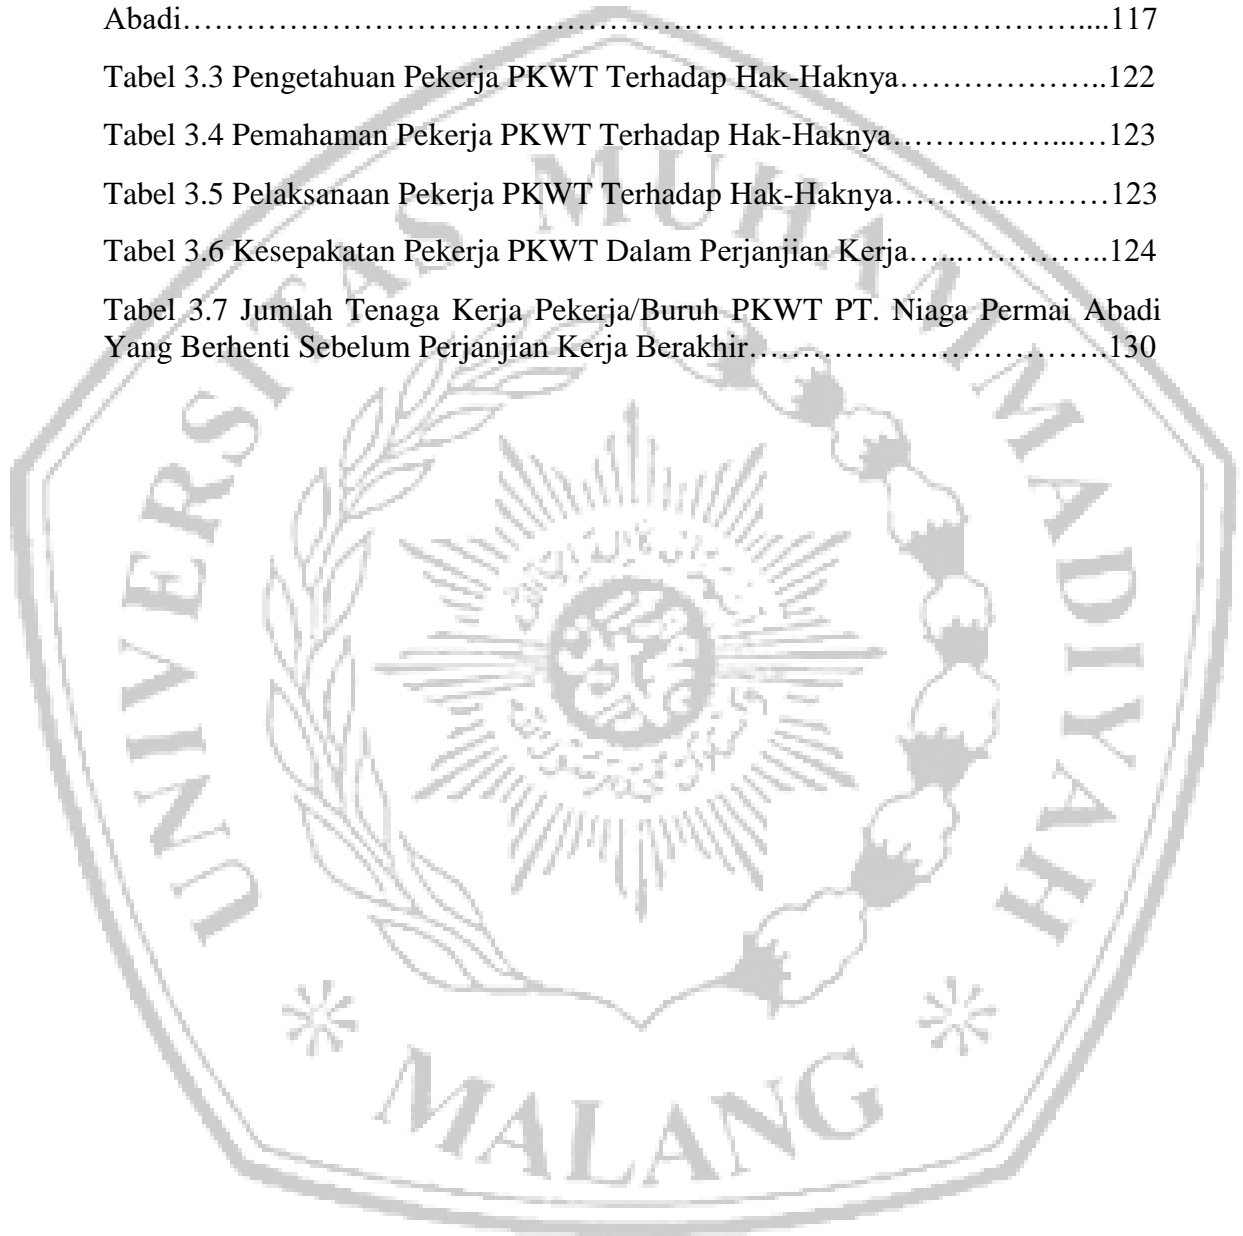 Abadi……………………………………………………………………....117
Tabel 3.3 Pengetahuan Pekerja PKWT Terhadap Hak-Haknya………………..122
Tabel 3.4 Pemahaman Pekerja PKWT Terhadap Hak-Haknya……………...…123
Tabel 3.5 Pelaksanaan Pekerja PKWT Terhadap Hak-Haknya………...………123
Tabel 3.6 Kesepakatan Pekerja PKWT Dalam Perjanjian Kerja…...…………..124
Tabel 3.7 Jumlah Tenaga Kerja Pekerja/Buruh PKWT PT. Niaga Permai Abadi
Yang Berhenti Sebelum Perjanjian Kerja Berakhir…………………………….130
UNIVERSITAS MUHAMMADIYAH
MALANG